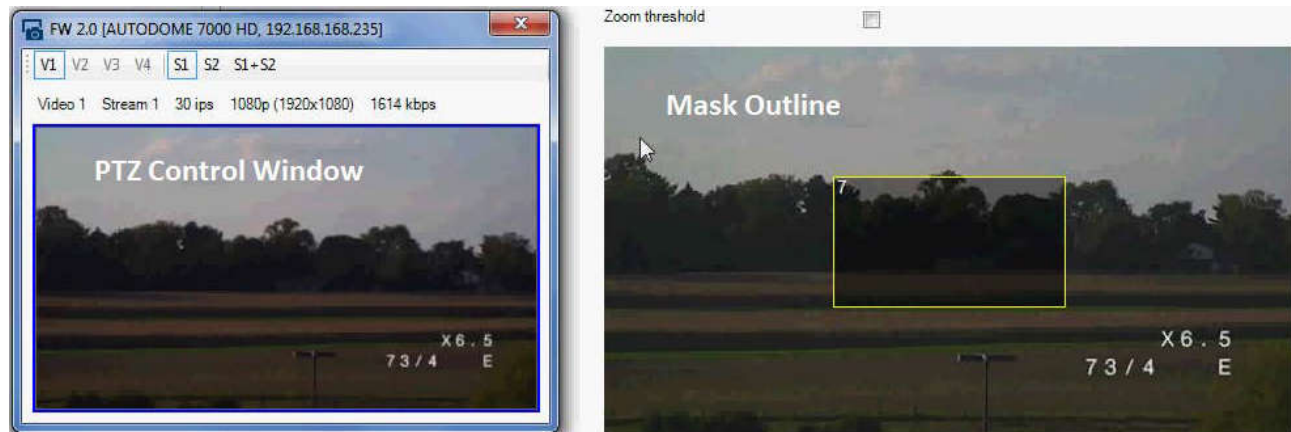 FW 2.0 [AUTODOME 7000 HD, 192.168.168.235]
V1 V2 V3 V4 S1 S2 S1+S2
Video 1 Stream 1 30 ips 1080p (1920x1080) 1614 kbps
PTZ Control Window
X6.5
73/4 E
Zoom threshold
Mask Outline
7
X6.5
73/4 E